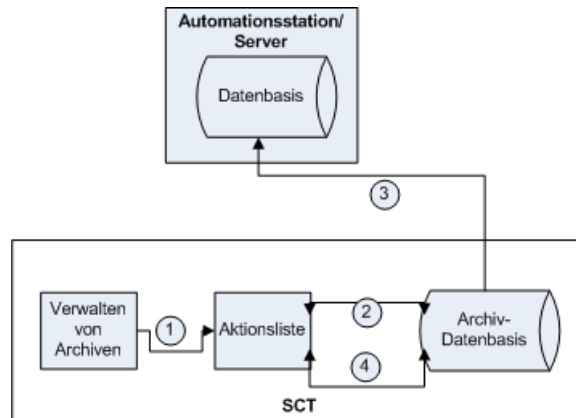 Automationsstation/
Server
Datenbasis
3
Verwalten
von
Archiven
1
Aktionsliste
2
4
Archiv-
Datenbasis
SCT